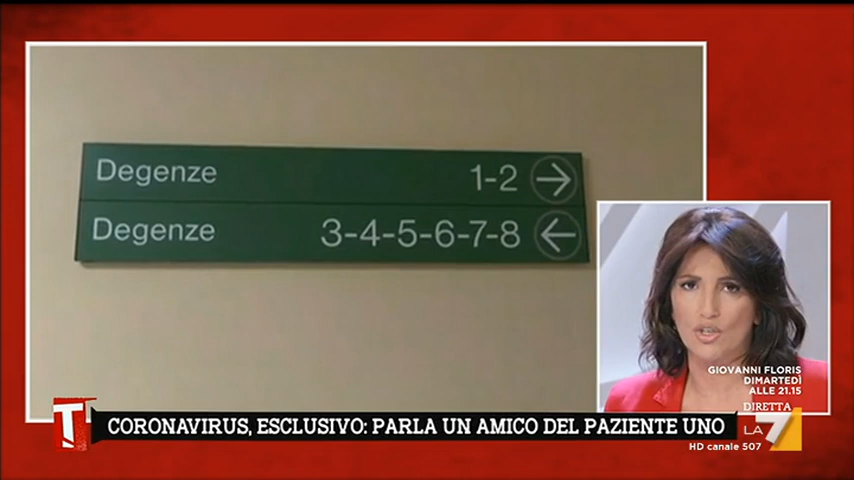 Degenze 1-2 →
Degenze 3-4-5-6-7-8 ←
GIOVANNI FLORIS
DIMARTEDÌ
ALLE 21.15
DIRETTA
T
CORONAVIRUS, ESCLUSIVO: PARLA UN AMICO DEL PAZIENTE UNO
LA7
HD canale 507